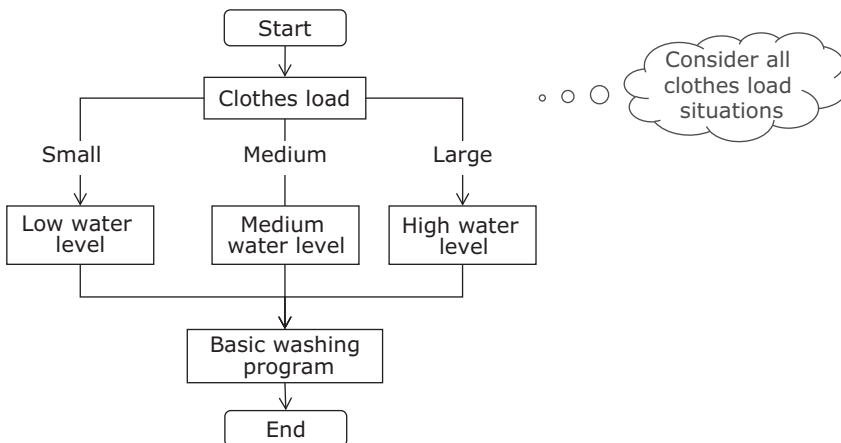 Start
Clothes load
Consider all
clothes load
situations
Small
Medium
Large
Low water
level
Medium
water level
High water
level
Basic washing
program
End